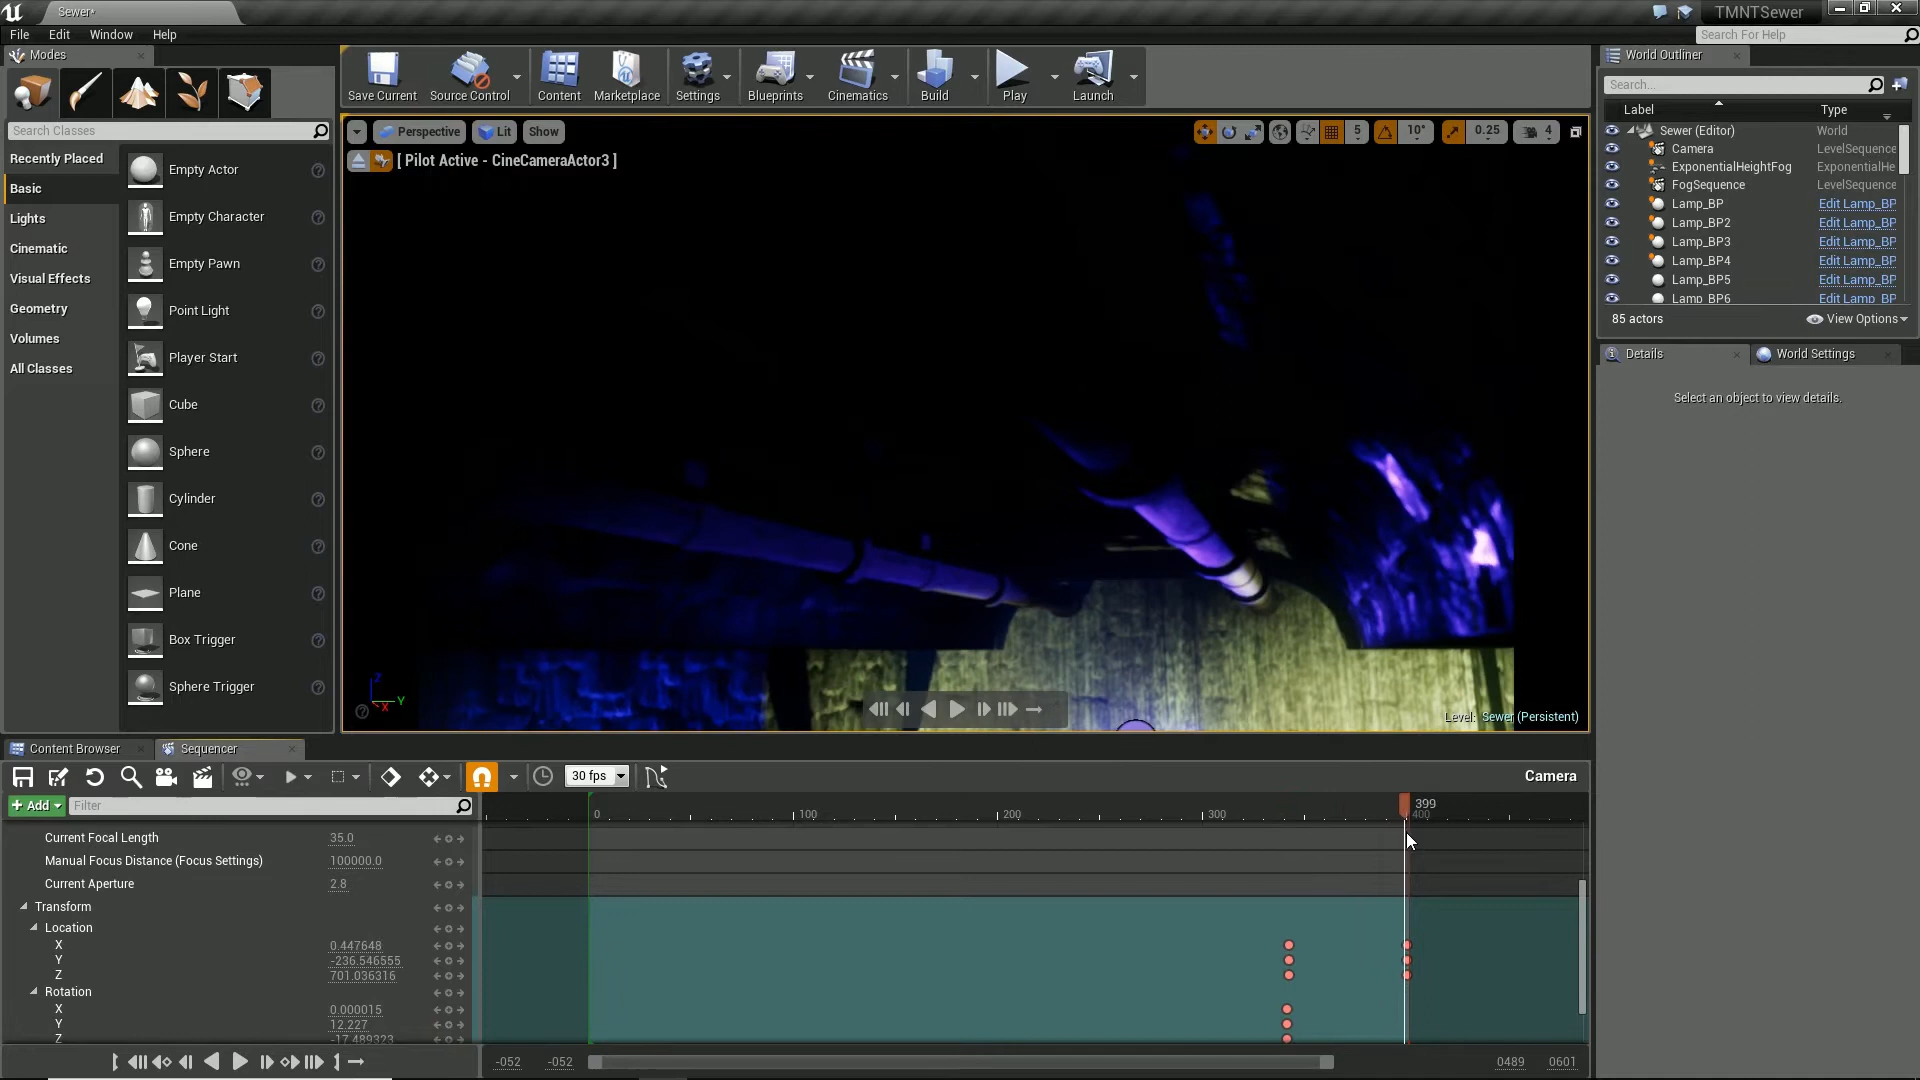 Sewer*
TMNTSewer
File Edit Window Help
Search For Help
Modes
Save Current
Source Control
Content
Marketplace
Settings
Blueprints
Cinematics
Build
Play
Launch
World Outliner
Search...
Label Type
Sewer (Editor) World
Camera LevelSequence
ExponentialHeightFog ExponentialHe
FogSequence LevelSequence
Lamp_BP Edit Lamp_BP
Lamp_BP2 Edit Lamp_BP
Lamp_BP3 Edit Lamp_BP
Lamp_BP4 Edit Lamp_BP
Lamp_BP5 Edit Lamp_BP
Lamp_BP6 Edit Lamp_BP
85 actors
View Options
Details
World Settings
Select an object to view details.
Search Classes
Recently Placed
Basic
Lights
Cinematic
Visual Effects
Geometry
Volumes
All Classes
Empty Actor
Empty Character
Empty Pawn
Point Light
Player Start
Cube
Sphere
Cylinder
Cone
Plane
Box Trigger
Sphere Trigger
Perspective
Lit
Show
5
10°
0.25
4
[ Pilot Active - CineCameraActor3 ]
Z
Y
X
Level: Sewer (Persistent)
Content Browser
Sequencer
30 fps
Camera
+ Add
Filter
0
100
200
300
399
400
Current Focal Length 35.0
Manual Focus Distance (Focus Settings) 100000.0
Current Aperture 2.8
Transform
Location
X 0.447648
Y -236.546555
Z 701.036316
Rotation
X 0.000015
Y 12.227
Z -17.489323
-052
-052
0489
0601